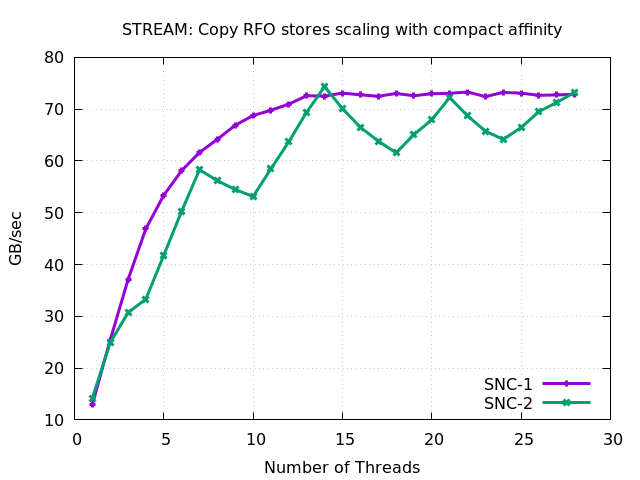 STREAM: Copy RFO stores scaling with compact affinity
80
70
60
50
40
30
20
10
GB/sec
SNC-1
SNC-2
0 5 10 15 20 25 30
Number of Threads